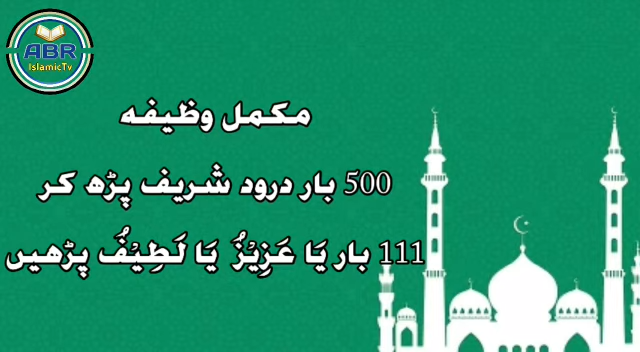 ABR
IslamicTv
مکمل وظیفہ
500 بار درود شریف پڑھ کر
111 بار یَا عَزِیْزُ یَا لَطِیْفُ پڑھیں